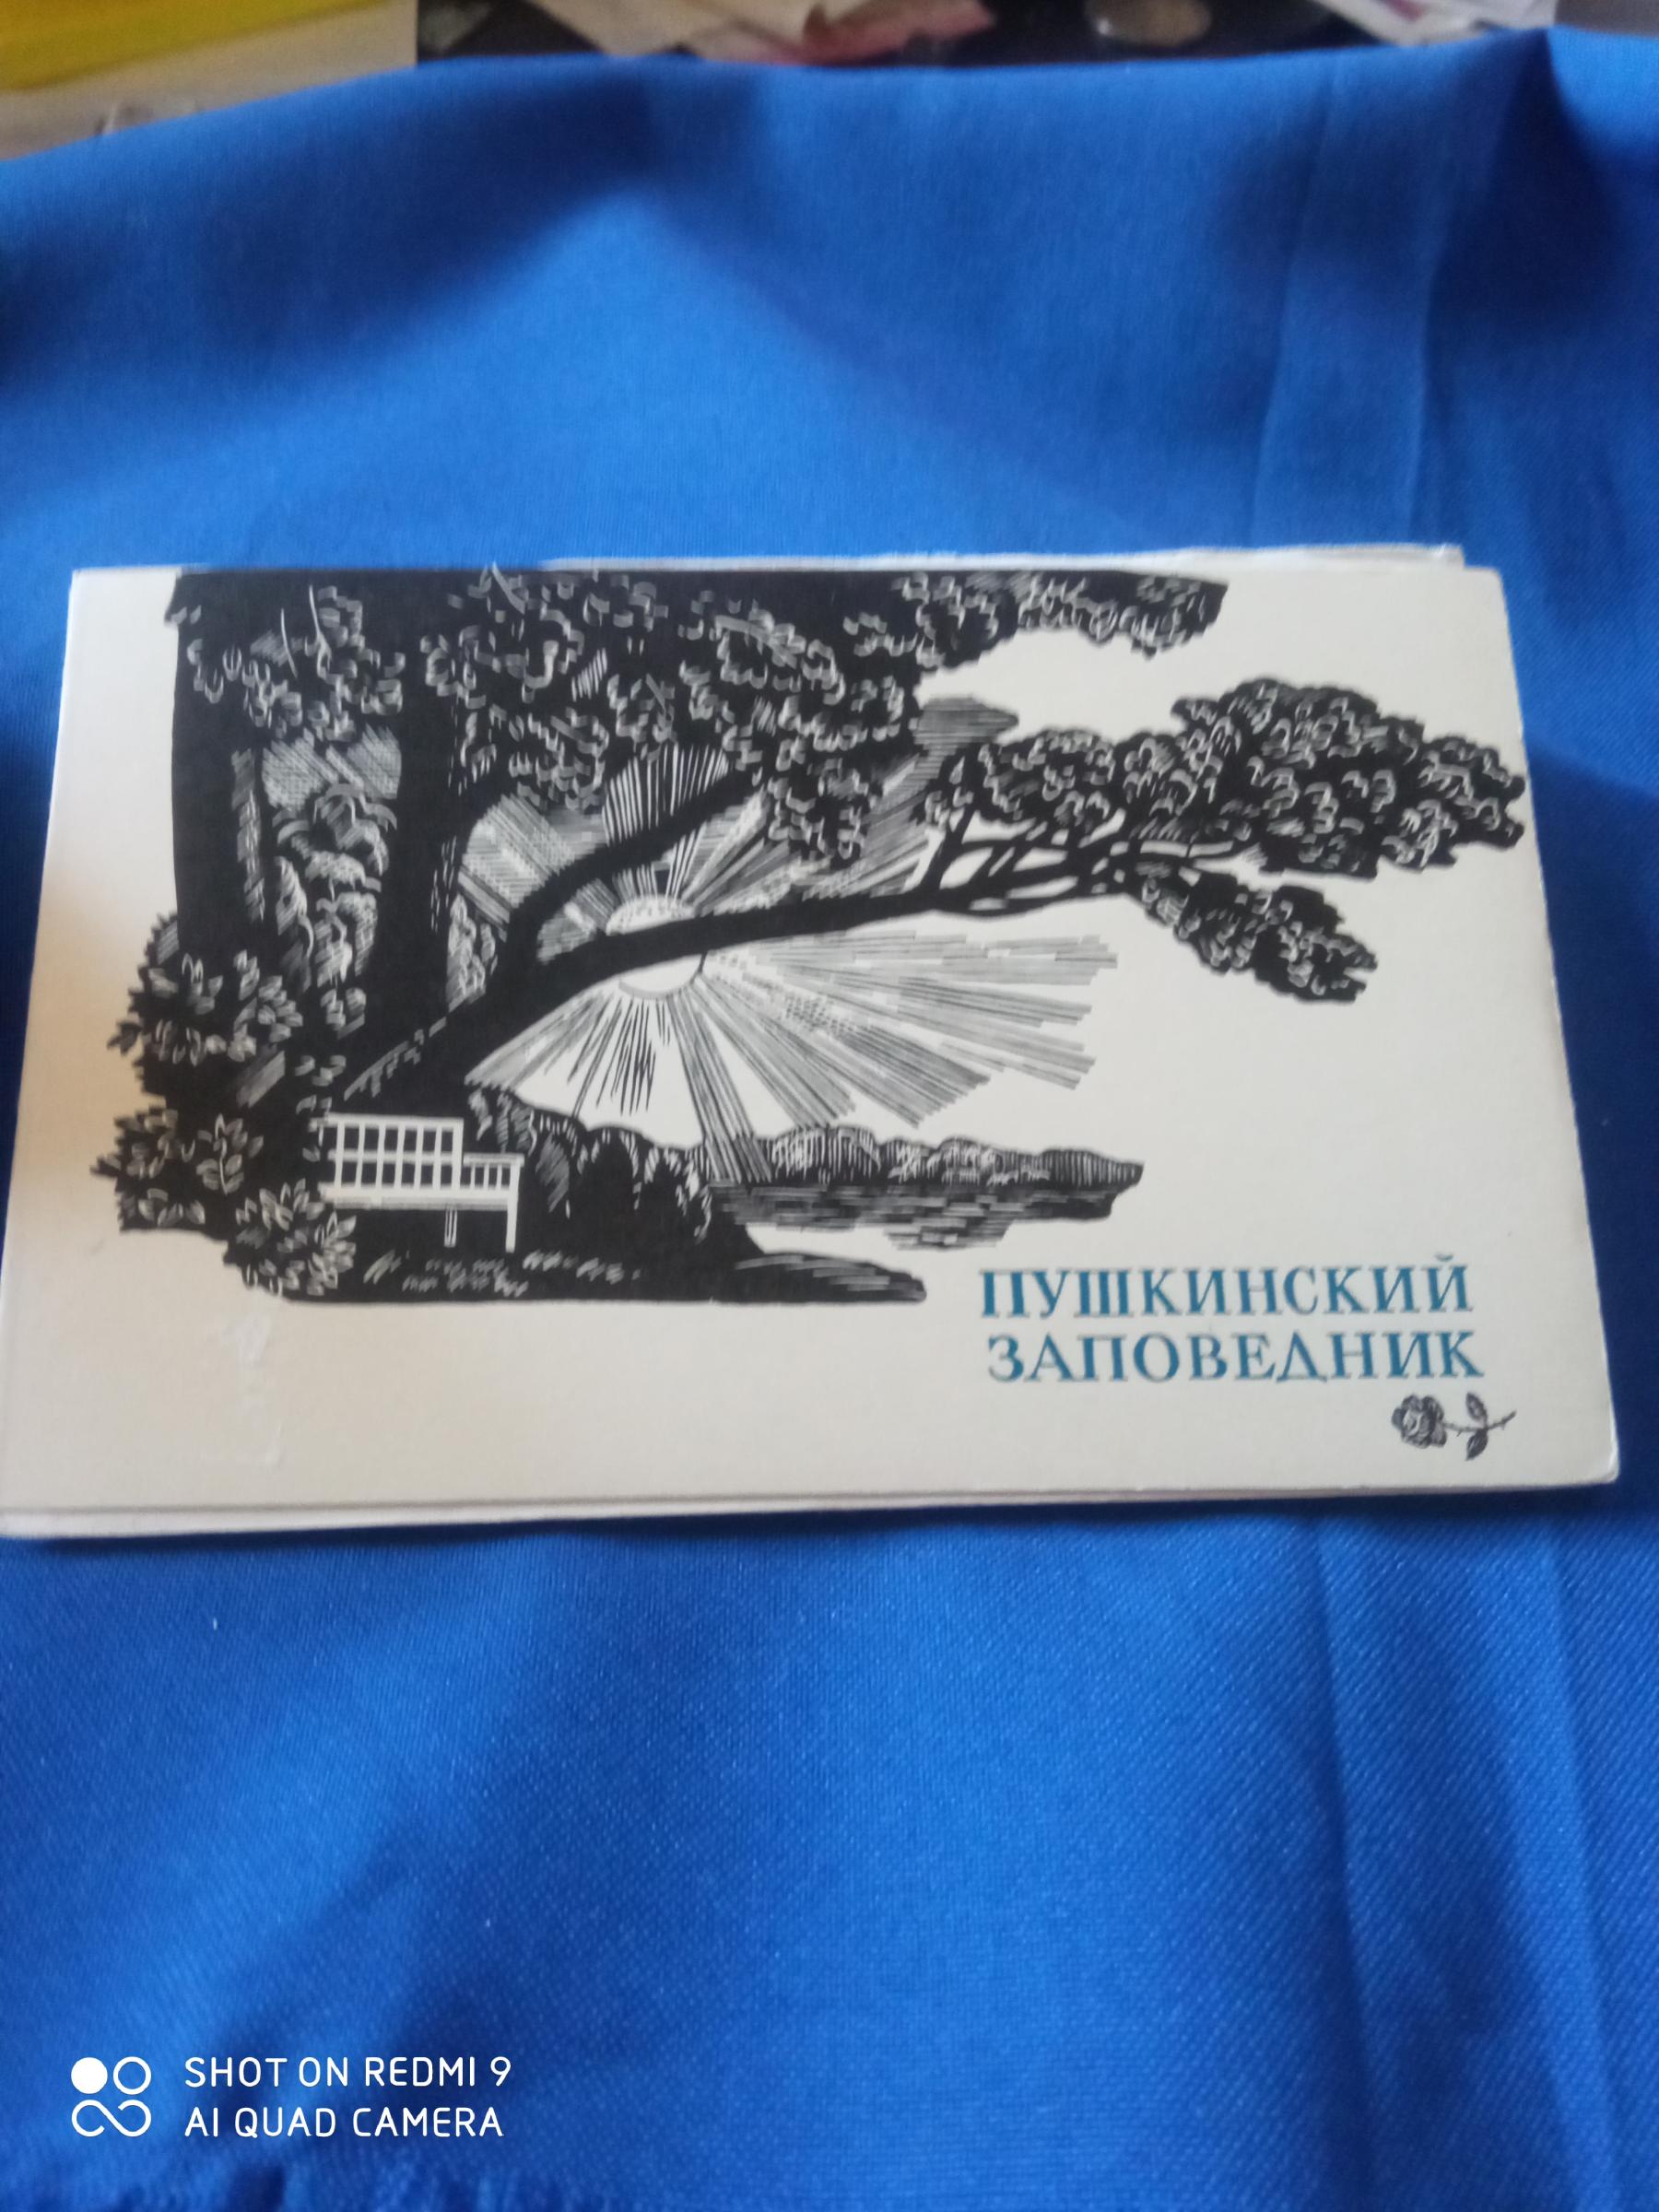 ПУШКИНСКИЙ
ЗАПОВЕДНИК
SHOT ON REDMI 9
AI QUAD CAMERA